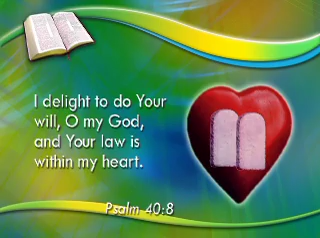 I delight to do Your
will, O my God,
and Your law is
within my heart.
Psalm 40:8